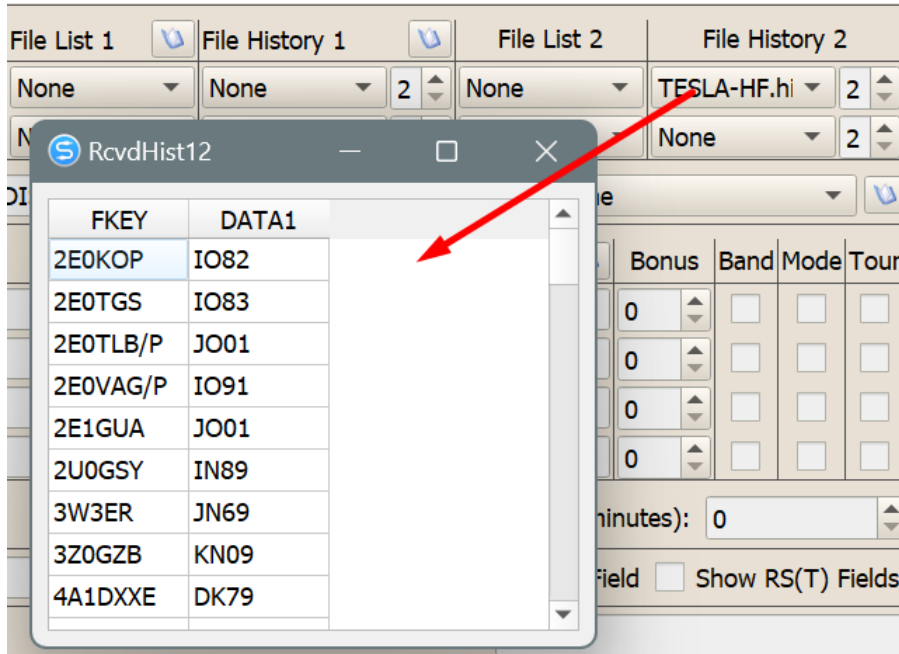 File List 1 File History 1 File List 2 File History 2
None None 2 None TESLA-HF.hi 2
None 2
RcvdHist12
FKEY DATA1
2E0KOP IO82
2E0TGS IO83
2E0TLB/P JO01
2E0VAG/P IO91
2E1GUA JO01
2U0GSY IN89
3W3ER JN69
3Z0GZB KN09
4A1DXXE DK79
Bonus Band Mode Tour
0
0
0
0
inutes): 0
Field Show RS(T) Fields